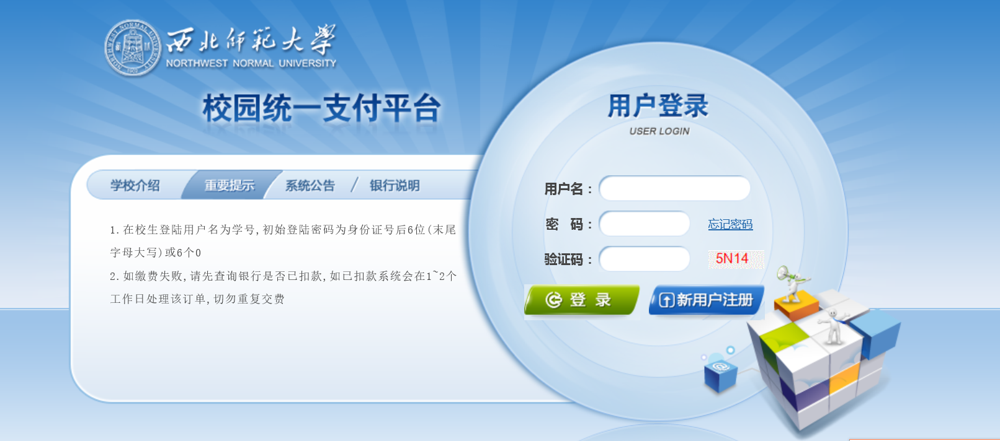 西北师范大学
NORTHWEST NORMAL UNIVERSITY
校园统一支付平台
学校介绍 重要提示 系统公告 / 银行说明
1.在校生登陆用户名为学号,初始登陆密码为身份证号后6位(末尾
字母大写)或6个0
2.如缴费失败,请先查询银行是否已扣款,如已扣款系统会在1~2个
工作日处理该订单,切勿重复交费
用户登录
USER LOGIN
用户名：
密 码： 忘记密码
验证码： 5N14
登 录 新用户注册
@